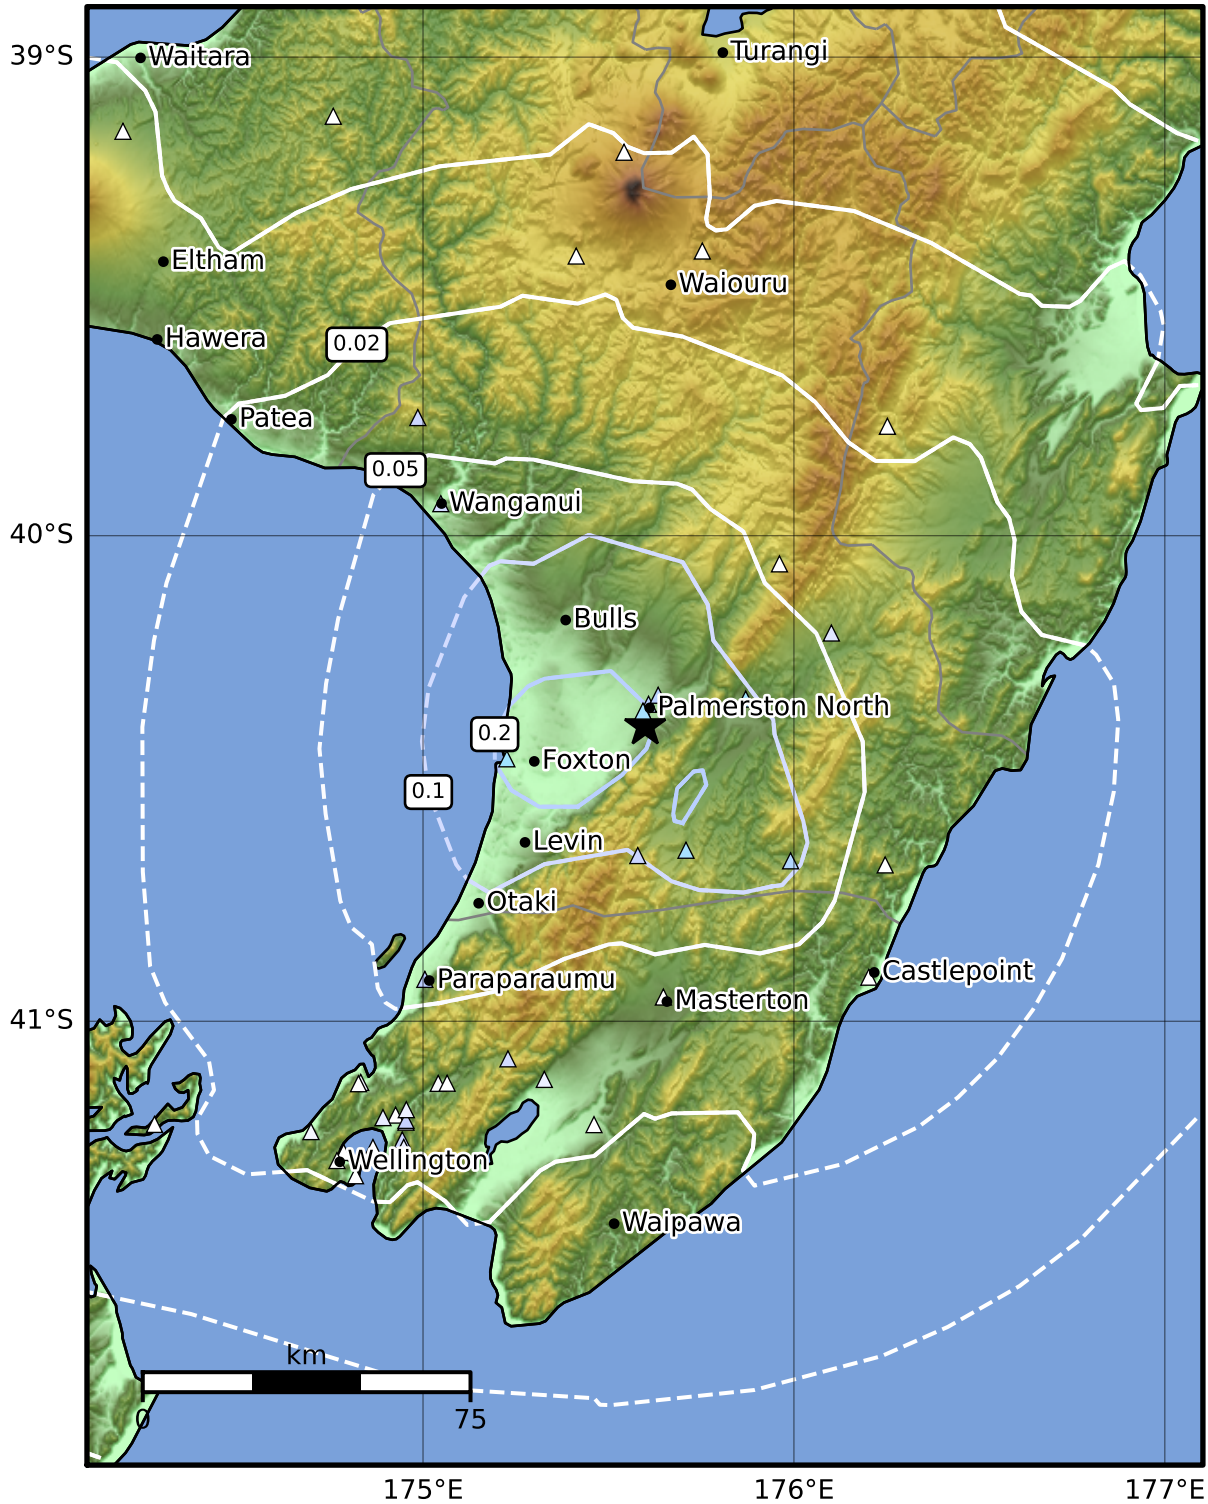 39°S
Waitara
Turangi
Eltham
Waiouru
Hawera
0.02
Patea
0.05
Wanganui
40°S
Bulls
Palmerston North
0.2
Foxton
0.1
Levin
Otaki
Castlepoint
Paraparaumu
Masterton
41°S
Wellington
Waipawa
km
0
75
175°E
176°E
177°E